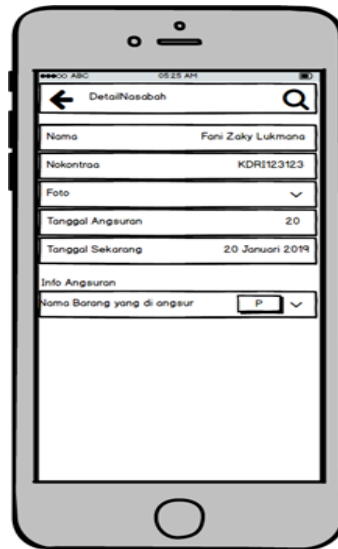 ABC 05:25 AM
DetailNasabah
Nama Fani Zaky Lukmana
Nokontraa KDRI123123
Foto
Tanggal Angsuran 20
Tanggal Sekarang 20 Januari 2019
Info Angsuran
Nama Barang yang di angsur P